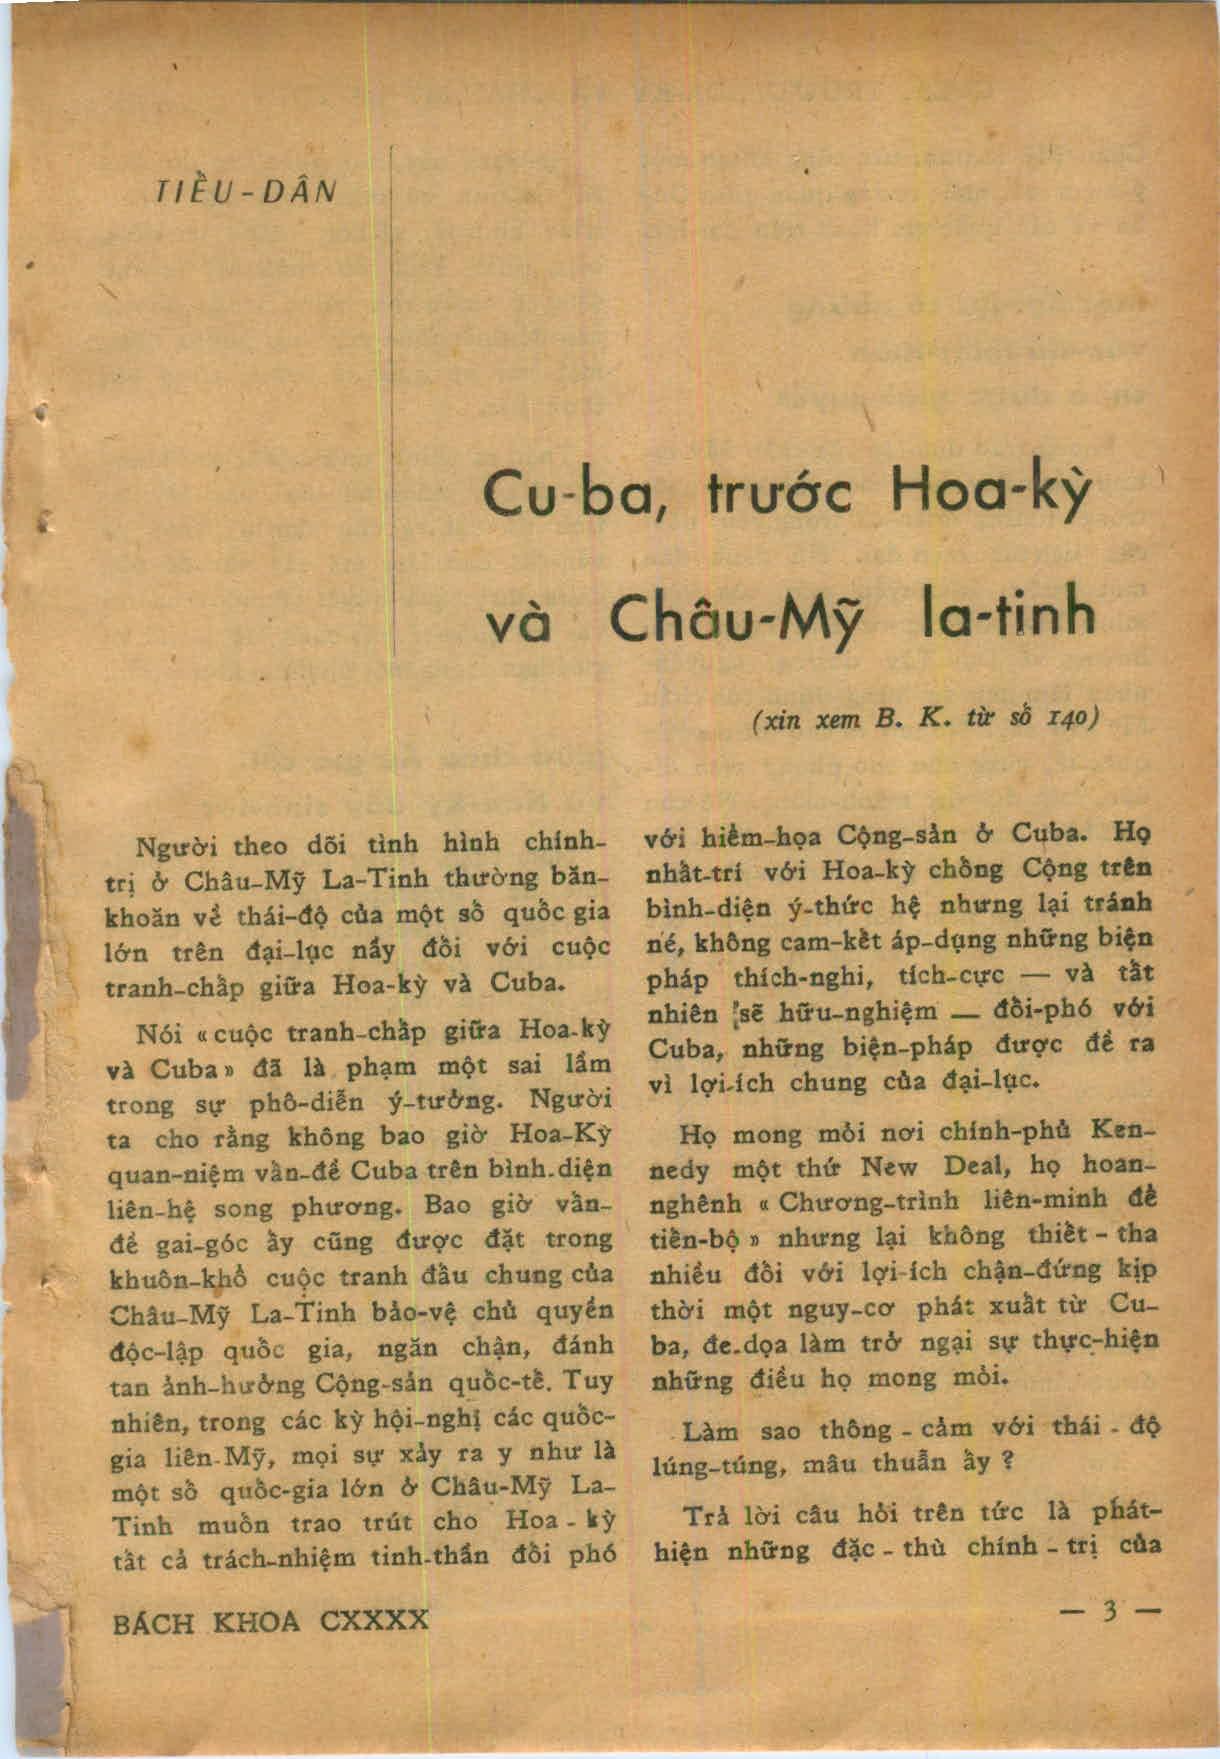 TIỀU-DÂN
Cu-ba, trước Hoa-kỳ
và Châu-Mỹ la-tinh
(xin xem B. K. từ số 140)
Người theo dõi tình hình chính-
trị ở Châu-Mỹ La-Tinh thường băn-
khoăn về thái-độ của một số quốc gia
lớn trên đại-lục nầy đối với cuộc
tranh-chấp giữa Hoa-kỳ và Cuba.
Nói « cuộc tranh-chấp giữa Hoa-kỳ
và Cuba » đã là phạm một sai lầm
trong sự phô-diễn ý-tưởng. Người
ta cho rằng không bao giờ Hoa-Kỳ
quan-niệm vấn-đề Cuba trên bình-diện
liên-hệ song phương. Bao giờ vấn-
đề gai-góc ấy cũng được đặt trong
khuôn-khổ cuộc tranh đấu chung của
Châu-Mỹ La-Tinh bảo-vệ chủ quyền
độc-lập quốc gia, ngăn chận, đánh
tan ảnh-hưởng Cộng-sản quốc-tế. Tuy
nhiên, trong các kỳ hội-nghị các quốc-
gia liên-Mỹ, mọi sự xảy ra y như là
một số quốc-gia lớn ở Châu-Mỹ La-
Tinh muốn trao trút cho Hoa - kỳ
tất cả trách-nhiệm tinh-thần đối phó
với hiểm-họa Cộng-sản ở Cuba. Họ
nhất-trí với Hoa-kỳ chống Cộng trên
bình-diện ý-thức hệ nhưng lại tránh
né, không cam-kết áp-dụng những biện
pháp thích-nghi, tích-cực — và tất
nhiên sẽ hữu-nghiệm — đối-phó với
Cuba, những biện-pháp được đề ra
vì lợi-ích chung của đại-lục.
Họ mong mỏi nơi chính-phủ Ken-
nedy một thứ New Deal, họ hoan-
nghênh « Chương-trình liên-minh để
tiến-bộ » nhưng lại không thiết - tha
nhiều đối với lợi-ích chận-đứng kịp
thời một nguy-cơ phát xuất từ Cu-
ba, đe-dọa làm trở ngại sự thực-hiện
những điều họ mong mỏi.
Làm sao thông - cảm với thái - độ
lúng-túng, mâu thuẫn ấy ?
Trả lời câu hỏi trên tức là phát-
hiện những đặc - thù chính - trị của
BÁCH KHOA CXXXX
— 3 —